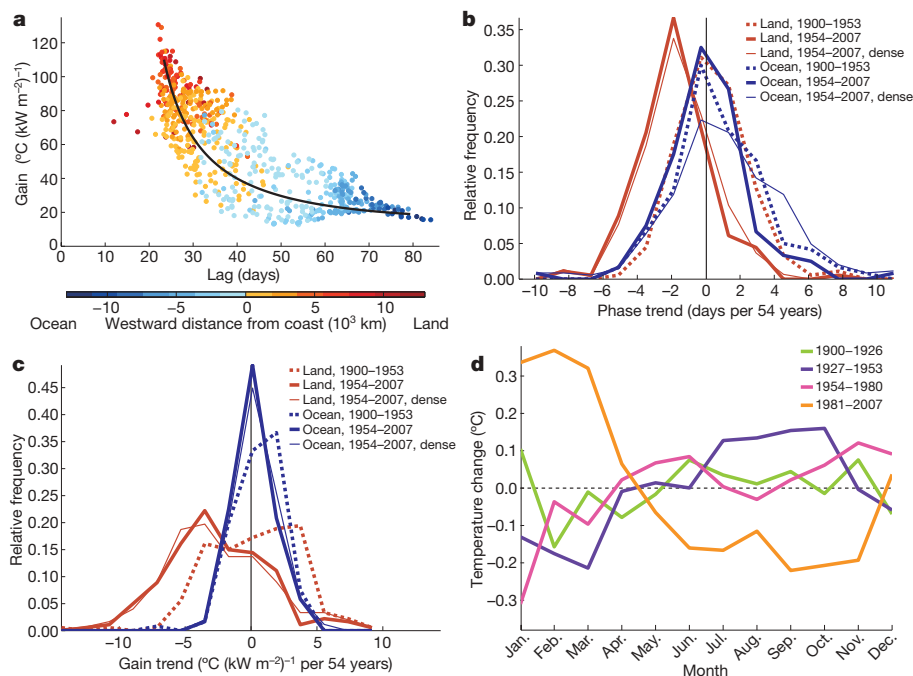 a
120
100
80
60
40
20
0
Gain (ºC (kW m⁻²)⁻¹)
0 10 20 30 40 50 60 70 80
Lag (days)
−10 −5 0 5 10
Ocean Westward distance from coast (10³ km) Land
b
0.35
0.30
0.25
0.20
0.15
0.10
0.05
0.00
Relative frequency
Land, 1900–1953
Land, 1954–2007
Land, 1954–2007, dense
Ocean, 1900–1953
Ocean, 1954–2007
Ocean, 1954–2007, dense
−10 −8 −6 −4 −2 0 2 4 6 8 10
Phase trend (days per 54 years)
c
0.45
0.40
0.35
0.30
0.25
0.20
0.15
0.10
0.05
0.00
Relative frequency
Land, 1900–1953
Land, 1954–2007
Land, 1954–2007, dense
Ocean, 1900–1953
Ocean, 1954–2007
Ocean, 1954–2007, dense
−10 −5 0 5 10
Gain trend (ºC (kW m⁻²)⁻¹ per 54 years)
d
0.3
0.2
0.1
0.0
−0.1
−0.2
−0.3
Temperature change (ºC)
1900–1926
1927–1953
1954–1980
1981–2007
Jan. Feb. Mar. Apr. May. Jun. Jul. Aug. Sep. Oct. Nov. Dec.
Month